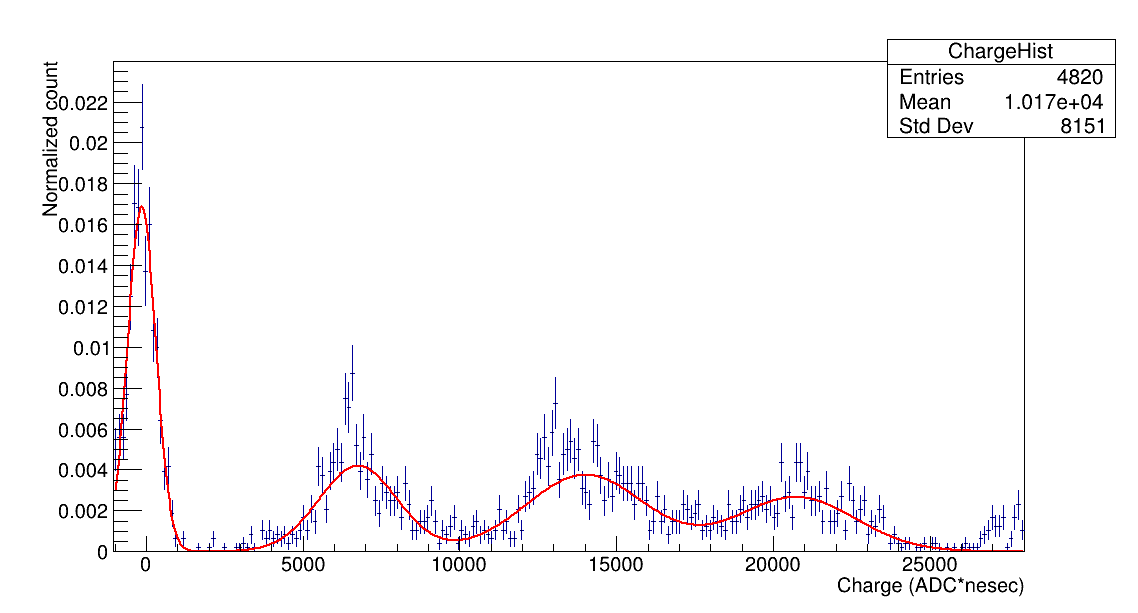 ChargeHist
Entries 4820
Mean 1.017e+04
Std Dev 8151
Normalized count
0.022
0.02
0.018
0.016
0.014
0.012
0.01
0.008
0.006
0.004
0.002
0
0 5000 10000 15000 20000 25000
Charge (ADC*nesec)